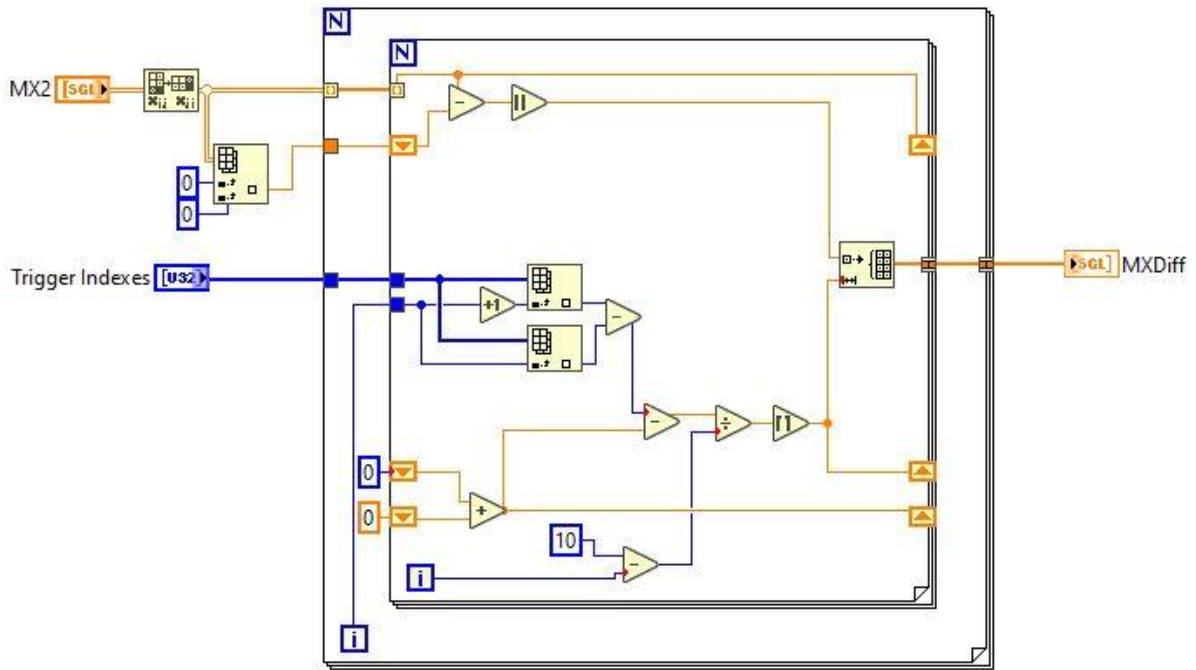 N
N
MX2
[SGL]
0
0
Trigger Indexes
[U32]
+1
0
0
10
i
i
SGL]
MXDiff